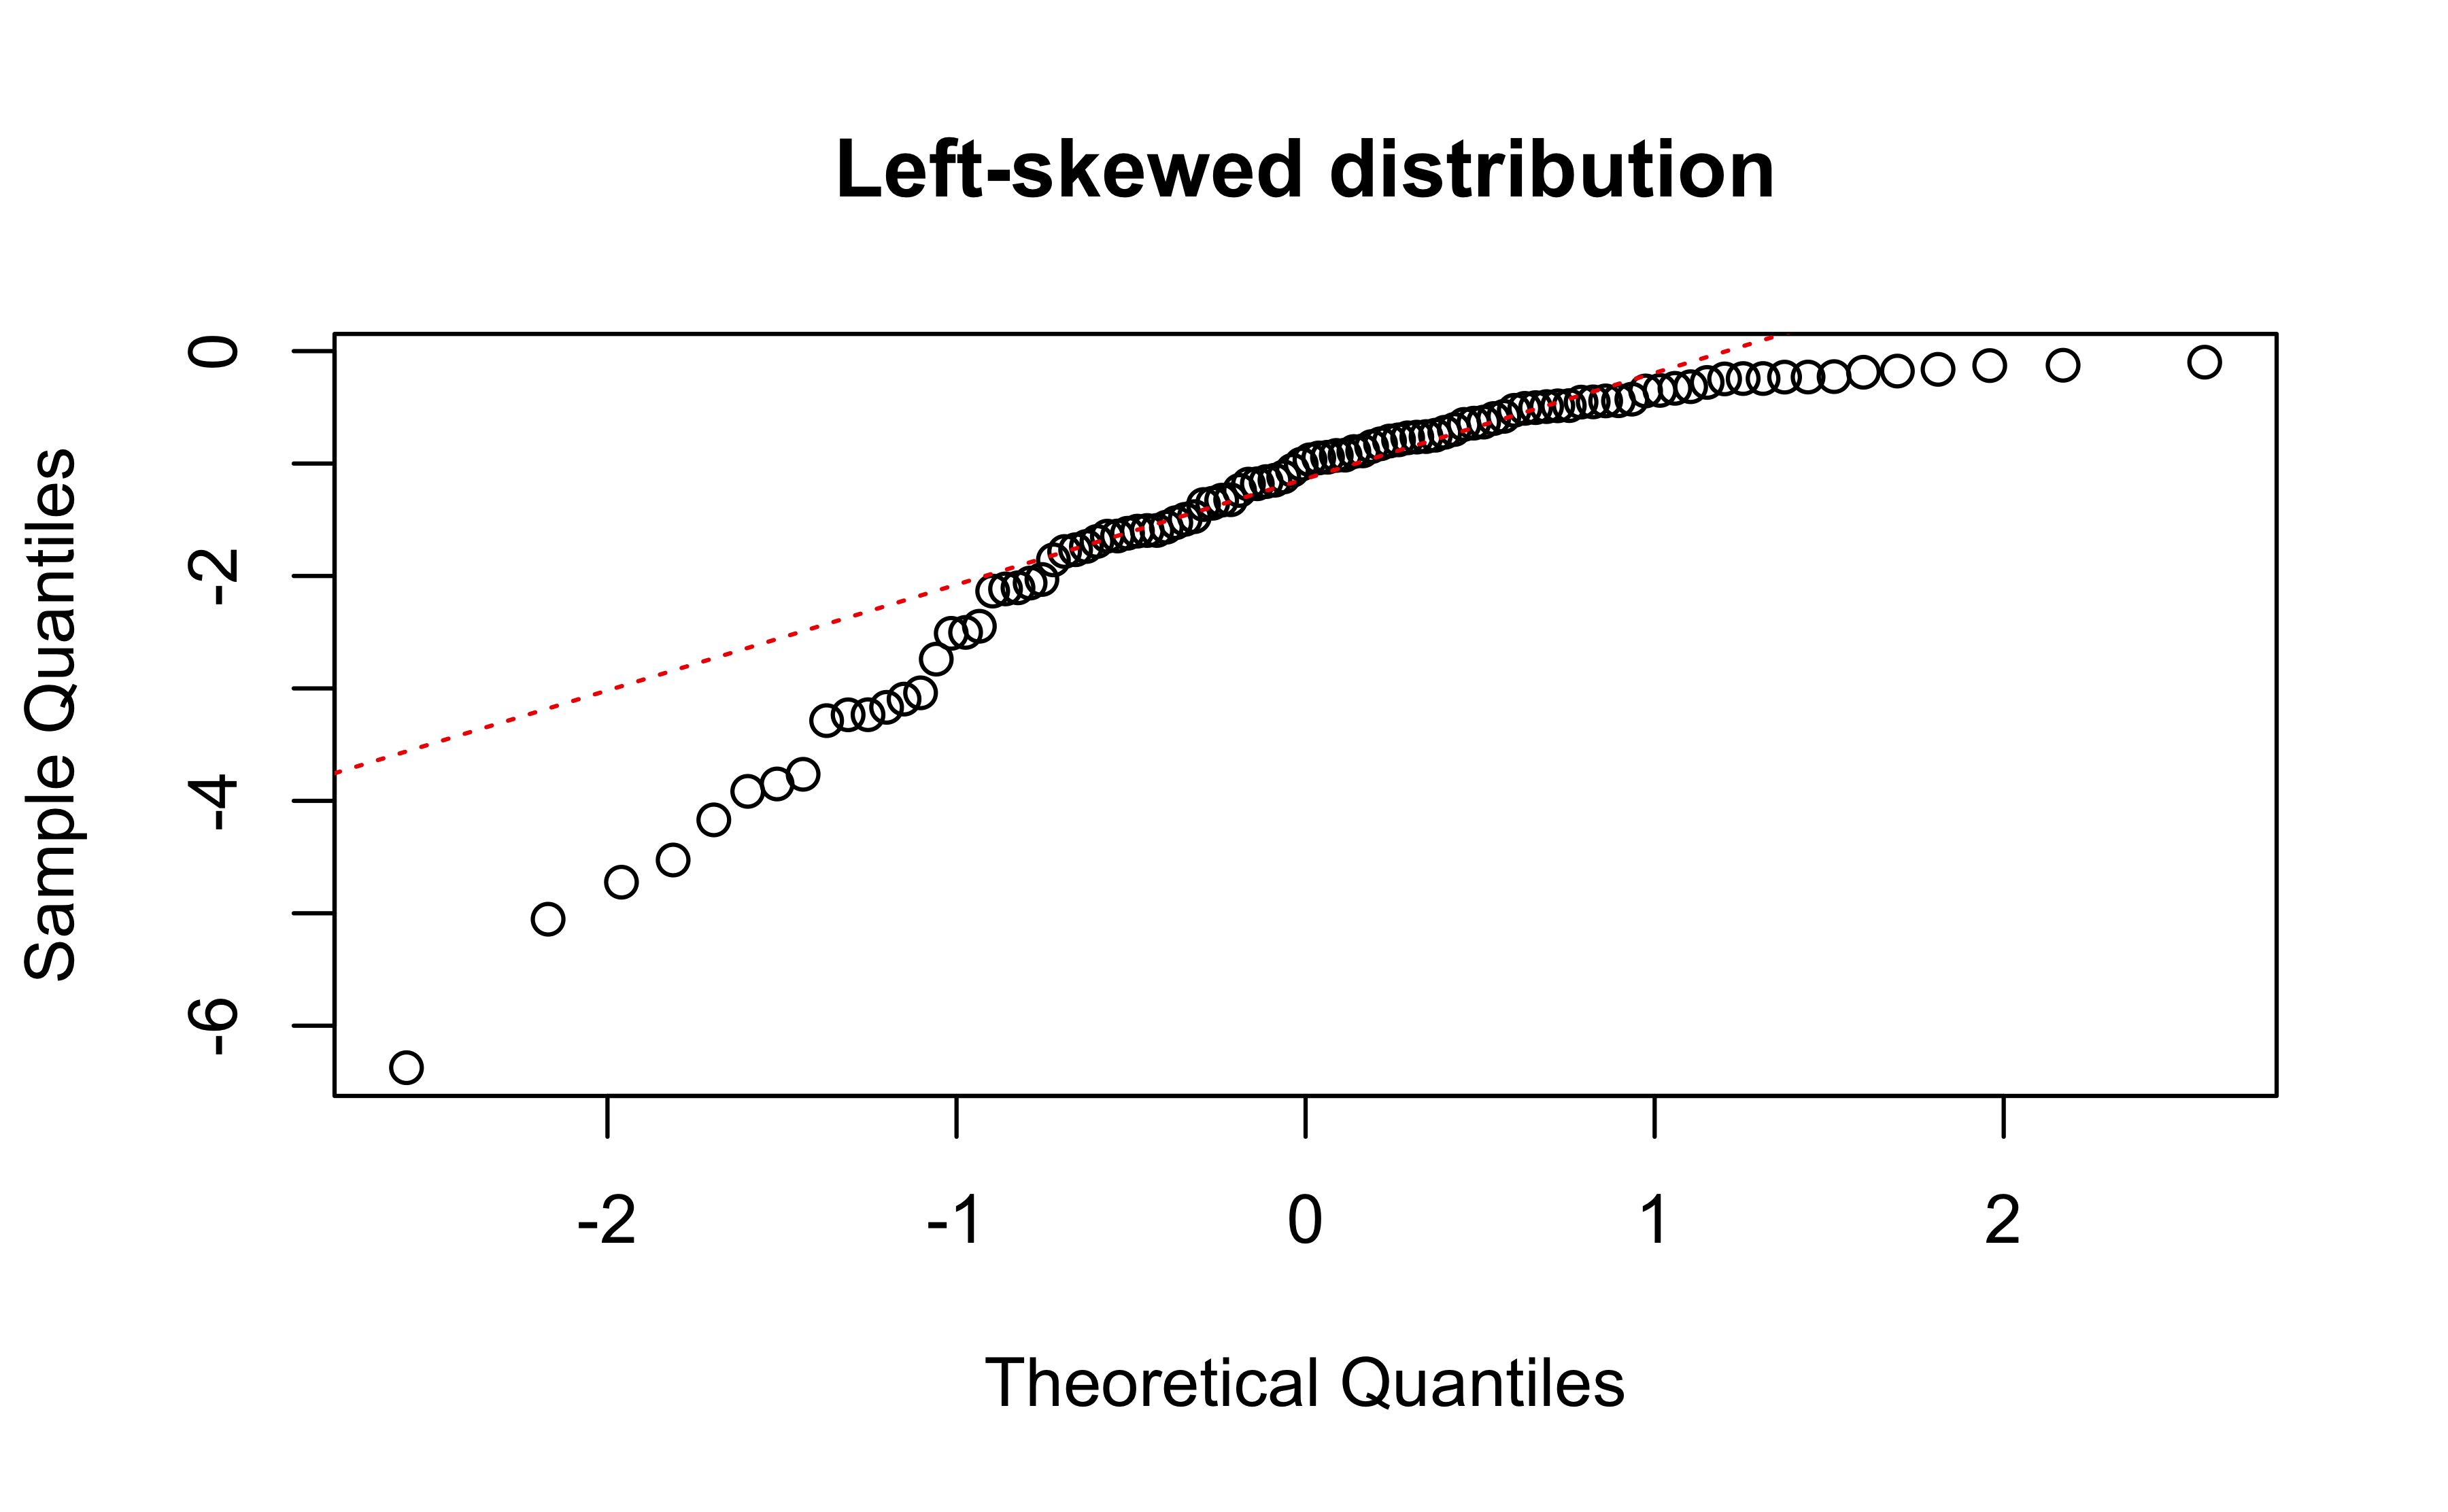 Left-skewed distribution
Sample Quantiles
0
-2
-4
-6
-2 -1 0 1 2
Theoretical Quantiles